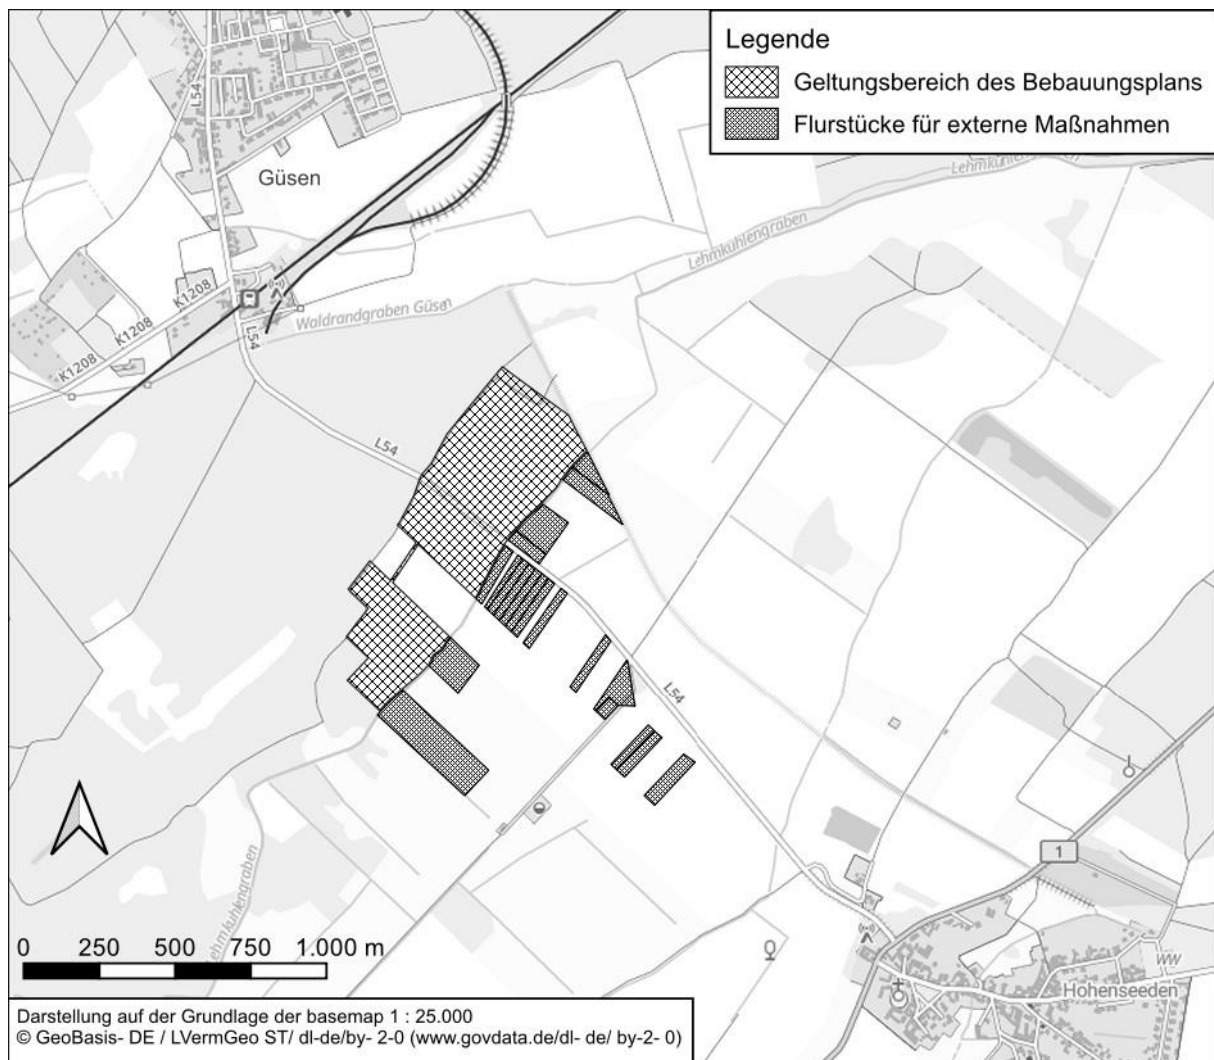 Legende
Geltungsbereich des Bebauungsplans
Flurstücke für externe Maßnahmen
L54
Güsen
Lehmkuhlengraben
Lehmkuhlengraben
K1208
K1208
K1208
L54
Waldrandgraben Güsen
L54
L54
1
Lehmkuhlengraben
0 250 500 750 1.000 m
WW
Hohenseeden
Darstellung auf der Grundlage der basemap 1 : 25.000
© GeoBasis- DE / LVermGeo ST/ dl-de/by- 2-0 (www.govdata.de/dl- de/ by-2- 0)